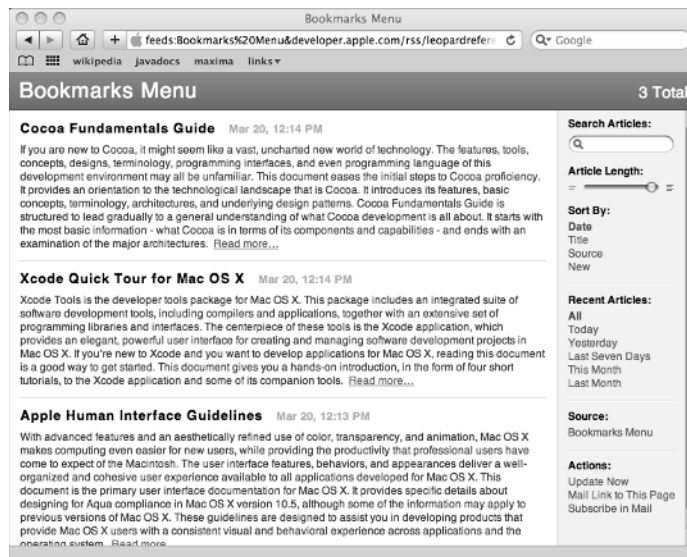 Bookmarks Menu
feeds:Bookmarks%20Menu&developer.apple.com/rss/leopardrefere
Google
wikipedia javadocs maxima links
Bookmarks Menu
3 Total
Cocoa Fundamentals Guide Mar 20, 12:14 PM
If you are new to Cocoa, it might seem like a vast, uncharted new world of technology. The features, tools,
concepts, designs, terminology, programming interfaces, and even programming language of this
development environment may all be unfamiliar. This document eases the initial steps to Cocoa proficiency.
It provides an orientation to the technological landscape that is Cocoa. It introduces its features, basic
concepts, terminology, architectures, and underlying design patterns. Cocoa Fundamentals Guide is
structured to lead gradually to a general understanding of what Cocoa development is all about. It starts with
the most basic information - what Cocoa is in terms of its components and capabilities - and ends with an
examination of the major architectures. Read more...
Xcode Quick Tour for Mac OS X Mar 20, 12:14 PM
Xcode Tools is the developer tools package for Mac OS X. This package includes an integrated suite of
software development tools, including compilers and applications, together with an extensive set of
programming libraries and interfaces. The centerpiece of these tools is the Xcode application, which
provides an elegant, powerful user interface for creating and managing software development projects in
Mac OS X. If you're new to Xcode and you want to develop applications for Mac OS X, reading this document
is a good way to get started. This document gives you a hands-on introduction, in the form of four short
tutorials, to the Xcode application and some of its companion tools. Read more...
Apple Human Interface Guidelines Mar 20, 12:13 PM
With advanced features and an aesthetically refined use of color, transparency, and animation, Mac OS X
makes computing even easier for new users, while providing the productivity that professional users have
come to expect of the Macintosh. The user interface features, behaviors, and appearances deliver a well-
organized and cohesive user experience available to all applications developed for Mac OS X. This
document is the primary user interface documentation for Mac OS X. It provides specific details about
designing for Aqua compliance in Mac OS X version 10.5, although some of the information may apply to
previous versions of Mac OS X. These guidelines are designed to assist you in developing products that
provide Mac OS X users with a consistent visual and behavioral experience across applications and the
operating system. Read more
Search Articles:
Article Length:
Sort By:
Date
Title
Source
New
Recent Articles:
All
Today
Yesterday
Last Seven Days
This Month
Last Month
Source:
Bookmarks Menu
Actions:
Update Now
Mail Link to This Page
Subscribe in Mail